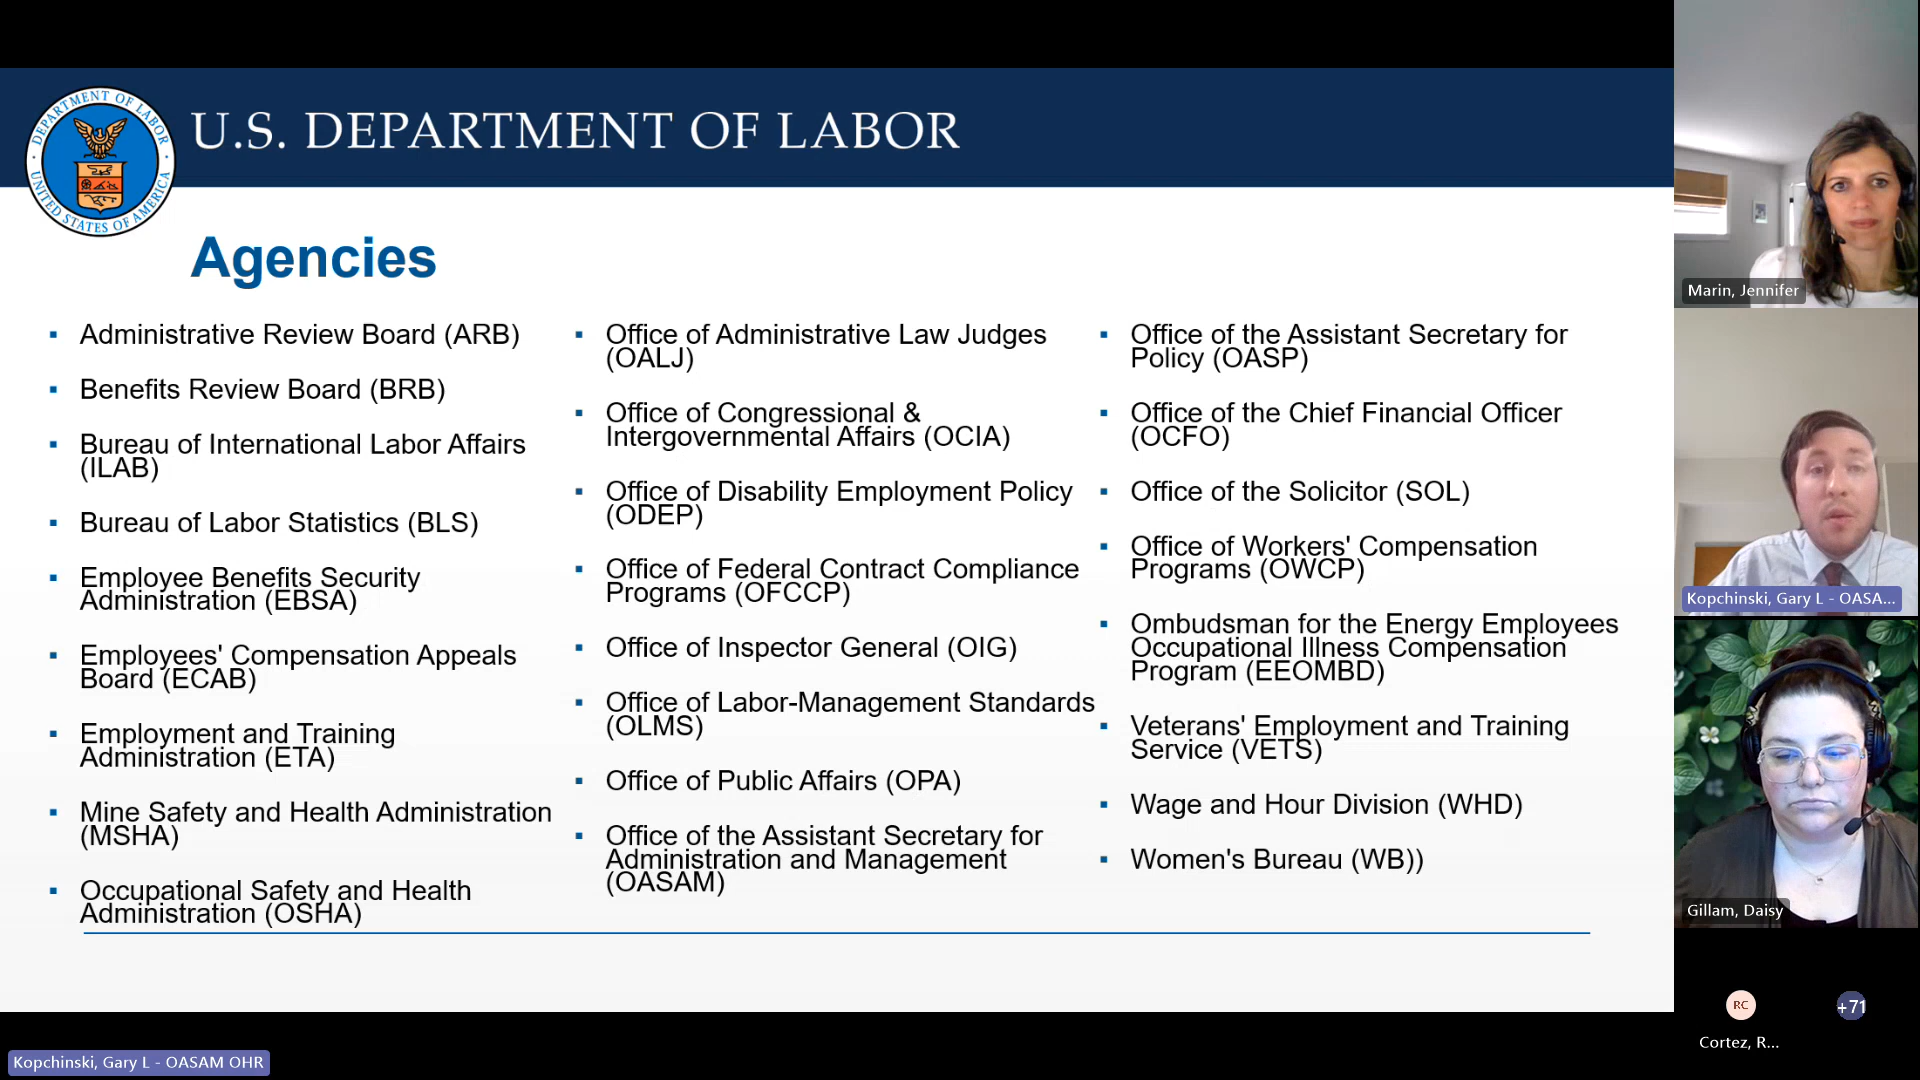 DEPARTMENT OF LABOR
UNITED STATES OF AMERICA
U.S. DEPARTMENT OF LABOR
Agencies
▪ Administrative Review Board (ARB)
▪ Benefits Review Board (BRB)
▪ Bureau of International Labor Affairs
(ILAB)
▪ Bureau of Labor Statistics (BLS)
▪ Employee Benefits Security
Administration (EBSA)
▪ Employees' Compensation Appeals
Board (ECAB)
▪ Employment and Training
Administration (ETA)
▪ Mine Safety and Health Administration
(MSHA)
▪ Occupational Safety and Health
Administration (OSHA)
▪ Office of Administrative Law Judges
(OALJ)
▪ Office of Congressional &
Intergovernmental Affairs (OCIA)
▪ Office of Disability Employment Policy
(ODEP)
▪ Office of Federal Contract Compliance
Programs (OFCCP)
▪ Office of Inspector General (OIG)
▪ Office of Labor-Management Standards
(OLMS)
▪ Office of Public Affairs (OPA)
▪ Office of the Assistant Secretary for
Administration and Management
(OASAM)
▪ Office of the Assistant Secretary for
Policy (OASP)
▪ Office of the Chief Financial Officer
(OCFO)
▪ Office of the Solicitor (SOL)
▪ Office of Workers' Compensation
Programs (OWCP)
▪ Ombudsman for the Energy Employees
Occupational Illness Compensation
Program (EEOMBD)
▪ Veterans' Employment and Training
Service (VETS)
▪ Wage and Hour Division (WHD)
▪ Women's Bureau (WB))
Marin, Jennifer
Kopchinski, Gary L - OASA...
Gillam, Daisy
RC
+71
Cortez, R...
Kopchinski, Gary L - OASAM OHR